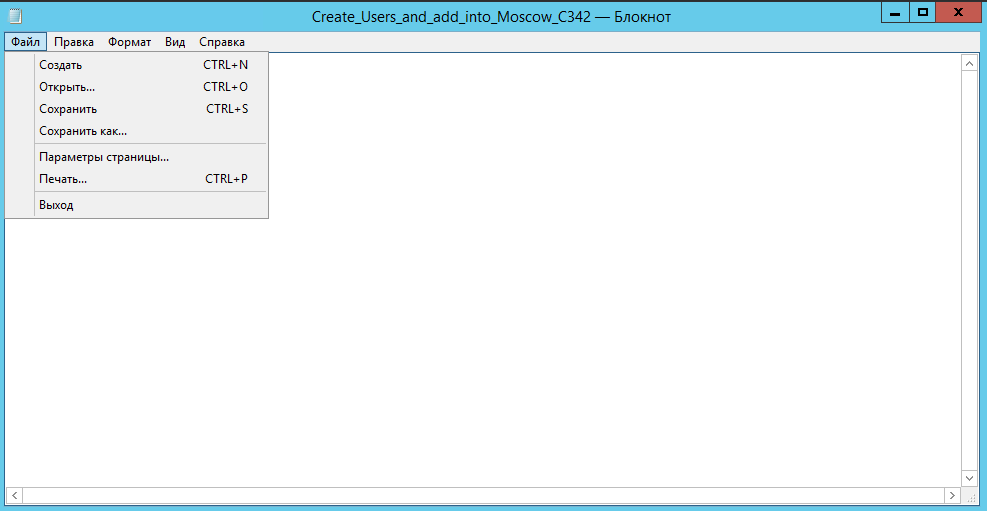 Create_Users_and_add_into_Moscow_C342 — Блокнот
Файл Правка Формат Вид Справка
Создать CTRL+N
Открыть... CTRL+O
Сохранить CTRL+S
Сохранить как...
Параметры страницы...
Печать... CTRL+P
Выход